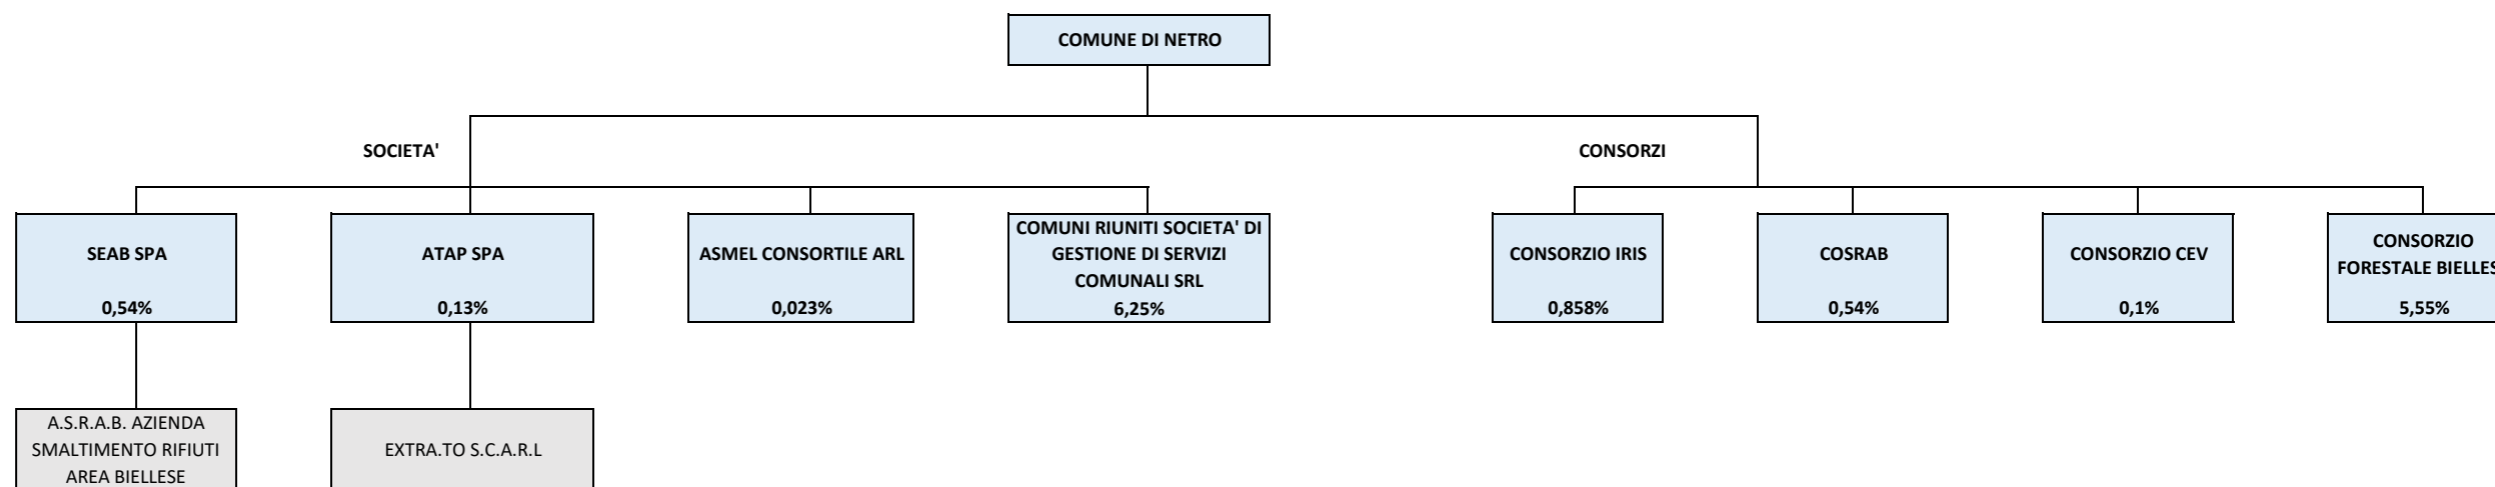 COMUNE DI NETRO
SOCIETA'
CONSORZI
SEAB SPA
0,54%
ATAP SPA
0,13%
ASMEL CONSORTILE ARL
0,023%
COMUNI RIUNITI SOCIETA' DI
GESTIONE DI SERVIZI
COMUNALI SRL
6,25%
CONSORZIO IRIS
0,858%
COSRAB
0,54%
CONSORZIO CEV
0,1%
CONSORZIO
FORESTALE BIELLES
5,55%
A.S.R.A.B. AZIENDA
SMALTIMENTO RIFIUTI
AREA BIELLESE
EXTRA.TO S.C.A.R.L